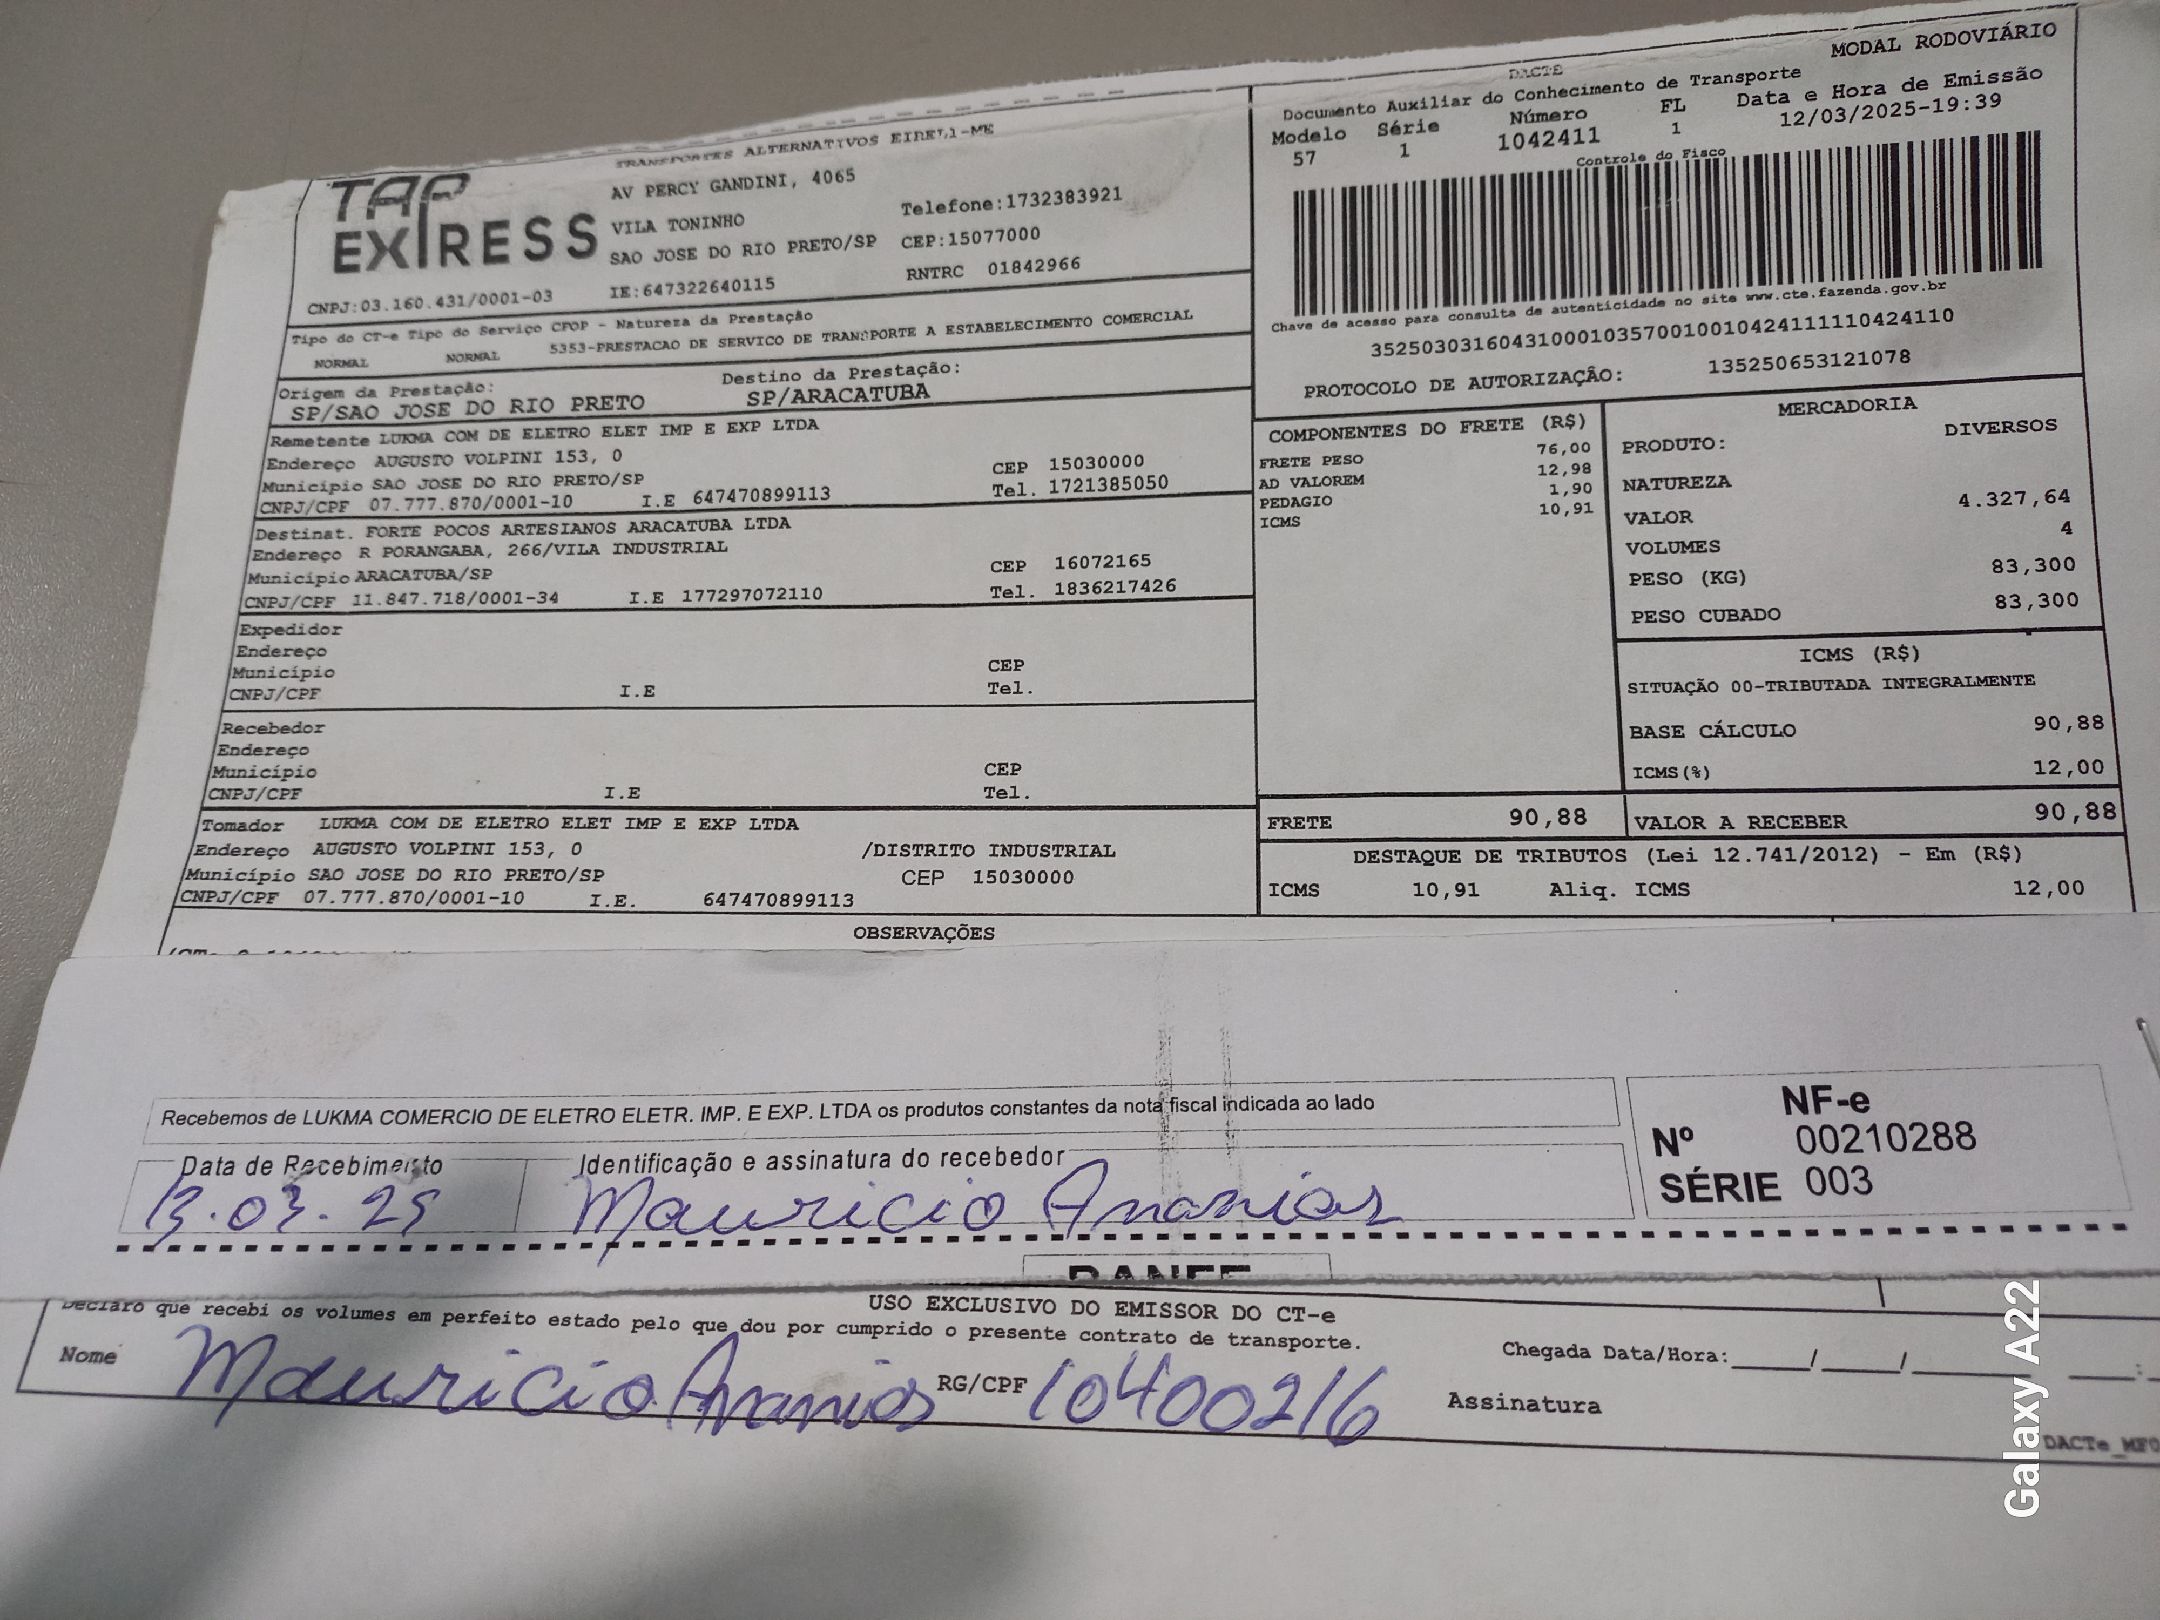 MODAL RODOVIÁRIO
DACTE
Documento Auxiliar do Conhecimento de Transporte
Modelo Série Número FL Data e Hora de Emissão
57 1 1042411 1 12/03/2025-19:39
Controle do Fisco
TRANSPORTES ALTERNATIVOS EIRELI-ME
TAP EXPRESS
AV PERCY GANDINI, 4065
VILA TONINHO Telefone:1732383921
SAO JOSE DO RIO PRETO/SP CEP:15077000
CNPJ:03.160.431/0001-03 IE:647322640115 RNTRC 01842966
Chave de acesso para consulta de autenticidade no site www.cte.fazenda.gov.br
35250303160431000103570010010424111110424110
PROTOCOLO DE AUTORIZAÇÃO: 135250653121078
Tipo do CT-e Tipo do Serviço CFOP - Natureza da Prestação
NORMAL NORMAL 5353-PRESTACAO DE SERVICO DE TRANSPORTE A ESTABELECIMENTO COMERCIAL
Origem da Prestação: Destino da Prestação:
SP/SAO JOSE DO RIO PRETO SP/ARACATUBA
Remetente LUKMA COM DE ELETRO ELET IMP E EXP LTDA
Endereço AUGUSTO VOLPINI 153, 0 CEP 15030000
Município SAO JOSE DO RIO PRETO/SP Tel. 1721385050
CNPJ/CPF 07.777.870/0001-10 I.E 647470899113
Destinat. FORTE POCOS ARTESIANOS ARACATUBA LTDA
Endereço R PORANGABA, 266/VILA INDUSTRIAL CEP 16072165
Município ARACATUBA/SP Tel. 1836217426
CNPJ/CPF 11.847.718/0001-34 I.E 177297072110
Expedidor
Endereço
Município CEP
CNPJ/CPF I.E Tel.
Recebedor
Endereço
Município CEP
CNPJ/CPF I.E Tel.
Tomador LUKMA COM DE ELETRO ELET IMP E EXP LTDA
Endereço AUGUSTO VOLPINI 153, 0 /DISTRITO INDUSTRIAL
Município SAO JOSE DO RIO PRETO/SP CEP 15030000
CNPJ/CPF 07.777.870/0001-10 I.E. 647470899113
COMPONENTES DO FRETE (R$)
FRETE PESO 76,00
AD VALOREM 12,98
PEDAGIO 1,90
ICMS 10,91
MERCADORIA
PRODUTO: DIVERSOS
NATUREZA
VALOR 4.327,64
VOLUMES 4
PESO (KG) 83,300
PESO CUBADO 83,300
ICMS (R$)
SITUAÇÃO 00-TRIBUTADA INTEGRALMENTE
BASE CÁLCULO 90,88
ICMS(%) 12,00
FRETE 90,88 VALOR A RECEBER 90,88
DESTAQUE DE TRIBUTOS (Lei 12.741/2012) - Em (R$)
ICMS 10,91 Aliq. ICMS 12,00
OBSERVAÇÕES
Recebemos de LUKMA COMERCIO DE ELETRO ELETR. IMP. E EXP. LTDA os produtos constantes da nota fiscal indicada ao lado
Data de Recebimento Identificação e assinatura do recebedor
13.03.25 Mauricio Ananias
NF-e
Nº 00210288
SÉRIE 003
DANFE
USO EXCLUSIVO DO EMISSOR DO CT-e
Declaro que recebi os volumes em perfeito estado pelo que dou por cumprido o presente contrato de transporte.
Nome Mauricio Ananias RG/CPF 10400216 Chegada Data/Hora:_____/_____/_____ ___:
Assinatura
DACTe_MF0
Galaxy A22